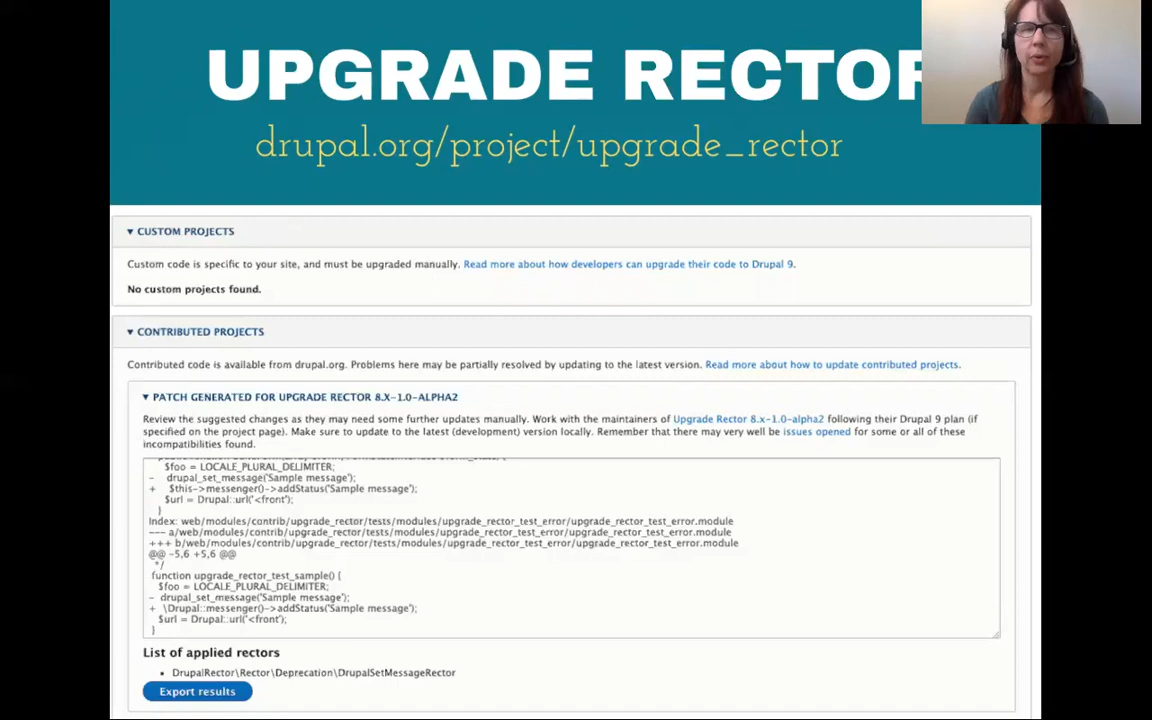 UPGRADE RECTOR
drupal.org/project/upgrade_rector
▾ CUSTOM PROJECTS
Custom code is specific to your site, and must be upgraded manually. Read more about how developers can upgrade their code to Drupal 9.
No custom projects found.
▾ CONTRIBUTED PROJECTS
Contributed code is available from drupal.org. Problems here may be partially resolved by updating to the latest version. Read more about how to update contributed projects.
▾ PATCH GENERATED FOR UPGRADE RECTOR 8.X-1.0-ALPHA2
Review the suggested changes as they may need some further updates manually. Work with the maintainers of Upgrade Rector 8.x-1.0-alpha2 following their Drupal 9 plan (if
specified on the project page). Make sure to update to the latest (development) version locally. Remember that there may very well be issues opened for some or all of these
incompatibilities found.
$foo = LOCALE_PLURAL_DELIMITER;
- drupal_set_message('Sample message');
+ $this->messenger()->addStatus('Sample message');
$url = Drupal::url('<front');
}
Index: web/modules/contrib/upgrade_rector/tests/modules/upgrade_rector_test_error/upgrade_rector_test_error.module
--- a/web/modules/contrib/upgrade_rector/tests/modules/upgrade_rector_test_error/upgrade_rector_test_error.module
+++ b/web/modules/contrib/upgrade_rector/tests/modules/upgrade_rector_test_error/upgrade_rector_test_error.module
@@ -5,6 +5,6 @@
*/
function upgrade_rector_test_sample() {
$foo = LOCALE_PLURAL_DELIMITER;
- drupal_set_message('Sample message');
+ \Drupal::messenger()->addStatus('Sample message');
$url = Drupal::url('<front');
}
List of applied rectors
▪ DrupalRector\Rector\Deprecation\DrupalSetMessageRector
Export results